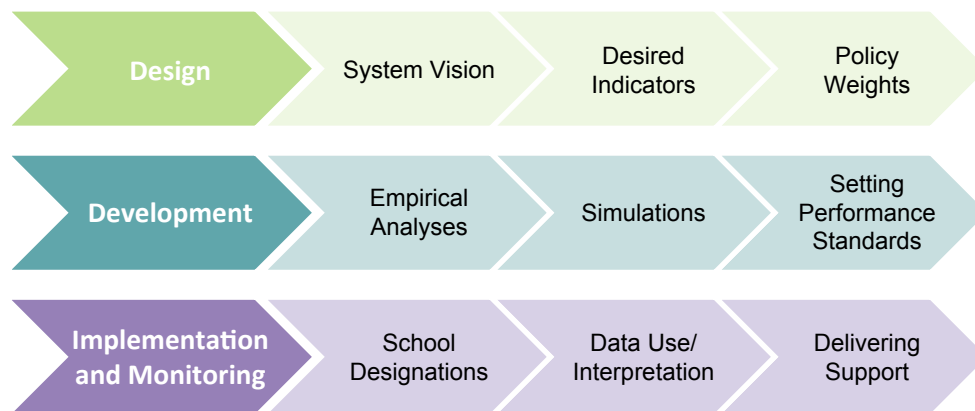 Design
System Vision
Desired
Indicators
Policy
Weights
Development
Empirical
Analyses
Simulations
Setting
Performance
Standards
Implementation
and Monitoring
School
Designations
Data Use/
Interpretation
Delivering
Support